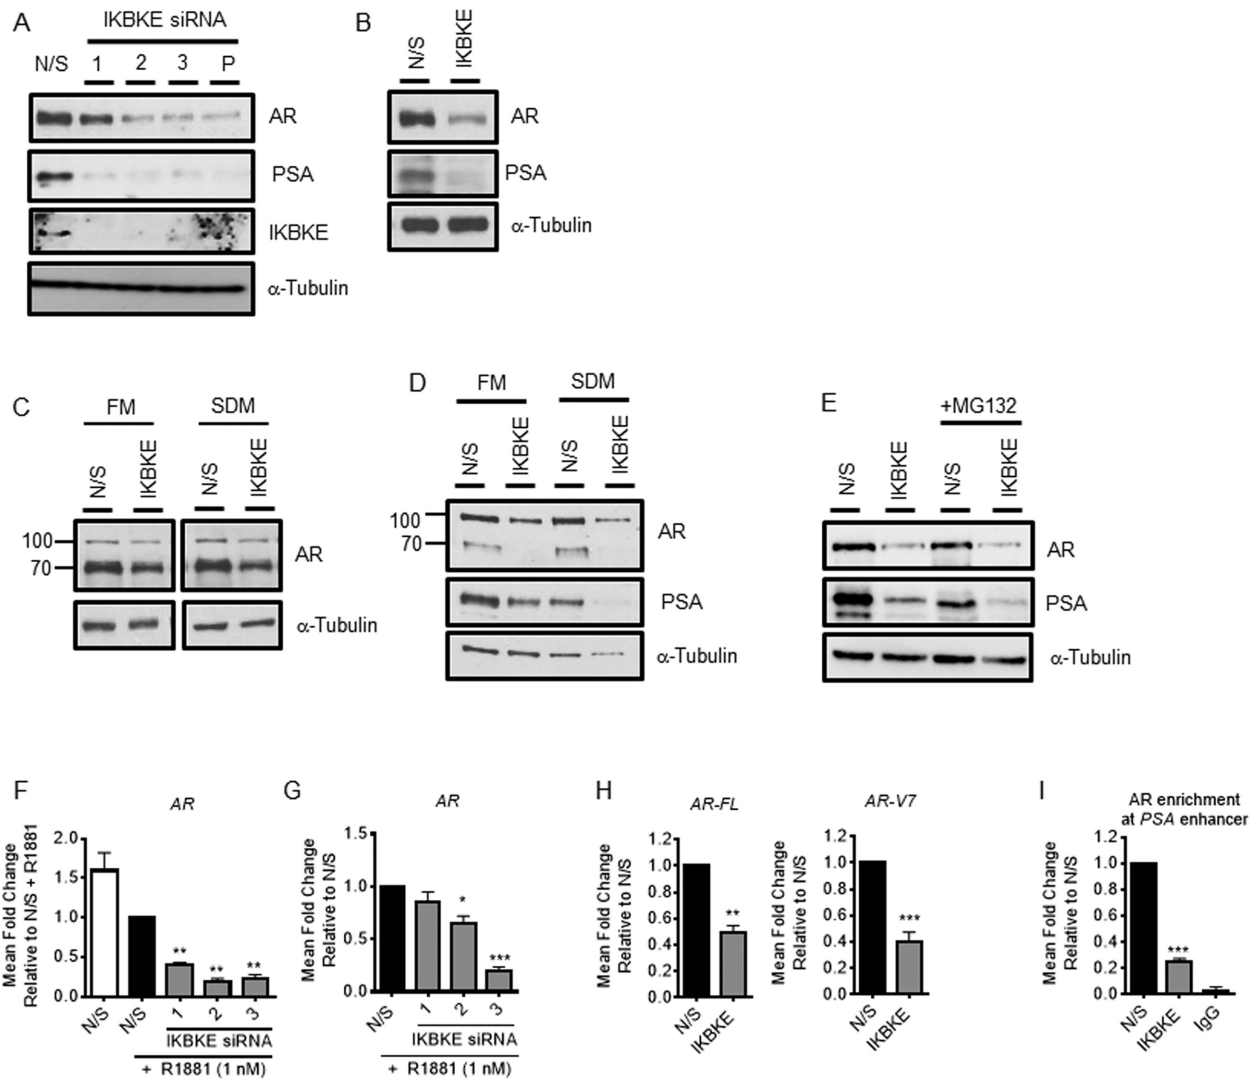 A
IKBKE siRNA
N/S 1 2 3 P
AR
PSA
IKBKE
α-Tubulin
B
N/S IKBKE
AR
PSA
α-Tubulin
C
FM SDM
N/S IKBKE N/S IKBKE
100
70
AR
α-Tubulin
D
FM SDM
N/S IKBKE N/S IKBKE
100
70
AR
PSA
α-Tubulin
E
+MG132
N/S IKBKE N/S IKBKE
AR
PSA
α-Tubulin
F
AR
Mean Fold Change
Relative to N/S + R1881
2.0
1.5
1.0
0.5
0.0
** ** **
N/S N/S 1 2 3
IKBKE siRNA
+ R1881 (1 nM)
G
AR
Mean Fold Change
Relative to N/S
1.5
1.0
0.5
0.0
* ***
N/S 1 2 3
IKBKE siRNA
+ R1881 (1 nM)
H
AR-FL
Mean Fold Change
Relative to N/S
1.2
1.0
0.8
0.6
0.4
0.2
0.0
**
N/S IKBKE
AR-V7
Mean Fold Change
Relative to N/S
1.2
1.0
0.8
0.6
0.4
0.2
0.0
***
N/S IKBKE
I
AR enrichment
at PSA enhancer
Mean Fold Change
Relative to N/S
1.2
1.0
0.8
0.6
0.4
0.2
0.0
***
N/S IKBKE IgG